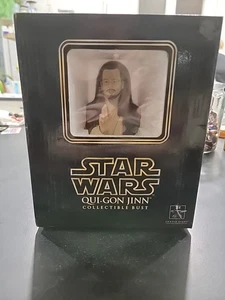 STAR
WARS
QUI-GON JINN
COLLECTIBLE BUST